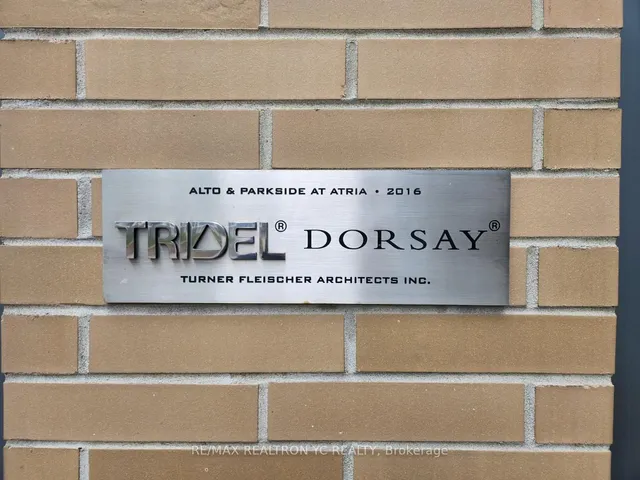 ALTO & PARKSIDE AT ATRIA • 2016
TRIDEL® DORSAY®
TURNER FLEISCHER ARCHITECTS INC.
RE/MAX REALTRON YC REALTY, Brokerage